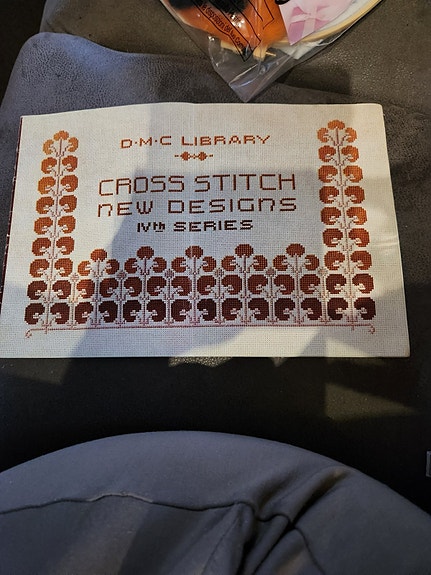 D·M·C LIBRARY
CROSS STITCH
NEW DESIGNS
IVth SERIES